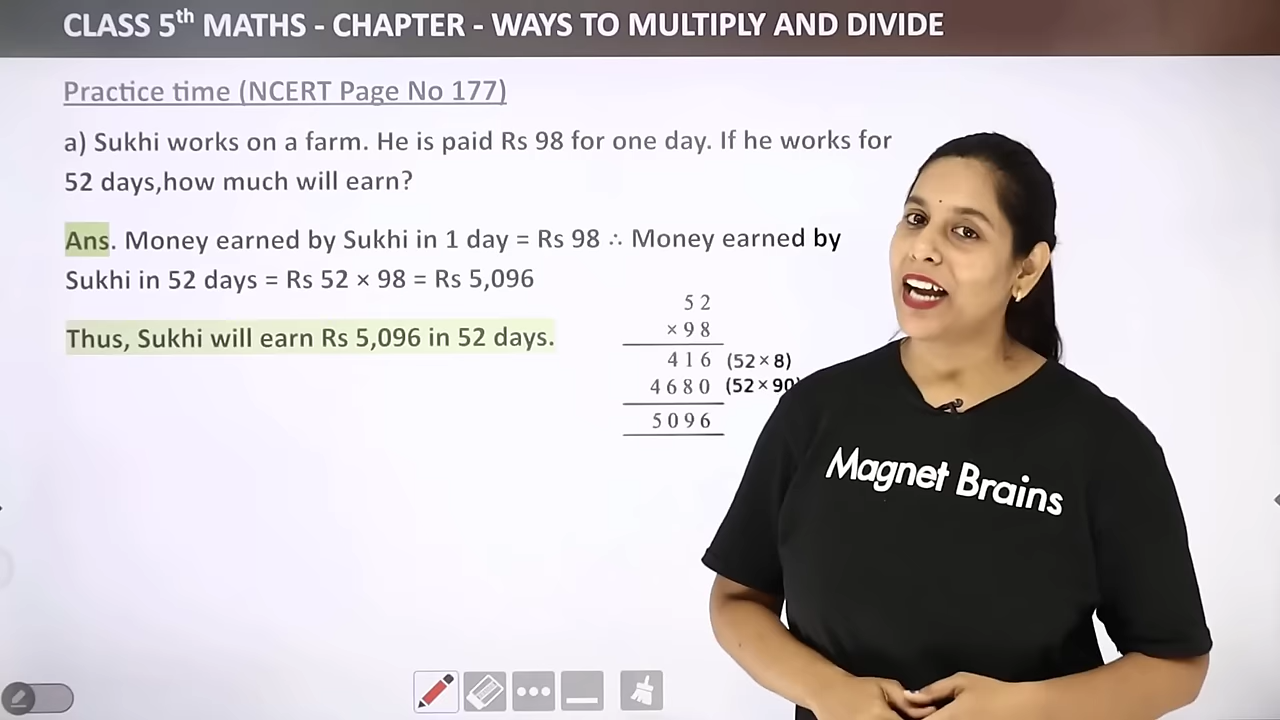 CLASS 5th MATHS - CHAPTER - WAYS TO MULTIPLY AND DIVIDE
Practice time (NCERT Page No 177)
a) Sukhi works on a farm. He is paid Rs 98 for one day. If he works for
52 days,how much will earn?
Ans. Money earned by Sukhi in 1 day = Rs 98 ∴ Money earned by
Sukhi in 52 days = Rs 52 × 98 = Rs 5,096
Thus, Sukhi will earn Rs 5,096 in 52 days.
52
×98
416 (52×8)
4680 (52×90)
5096
Magnet Brains